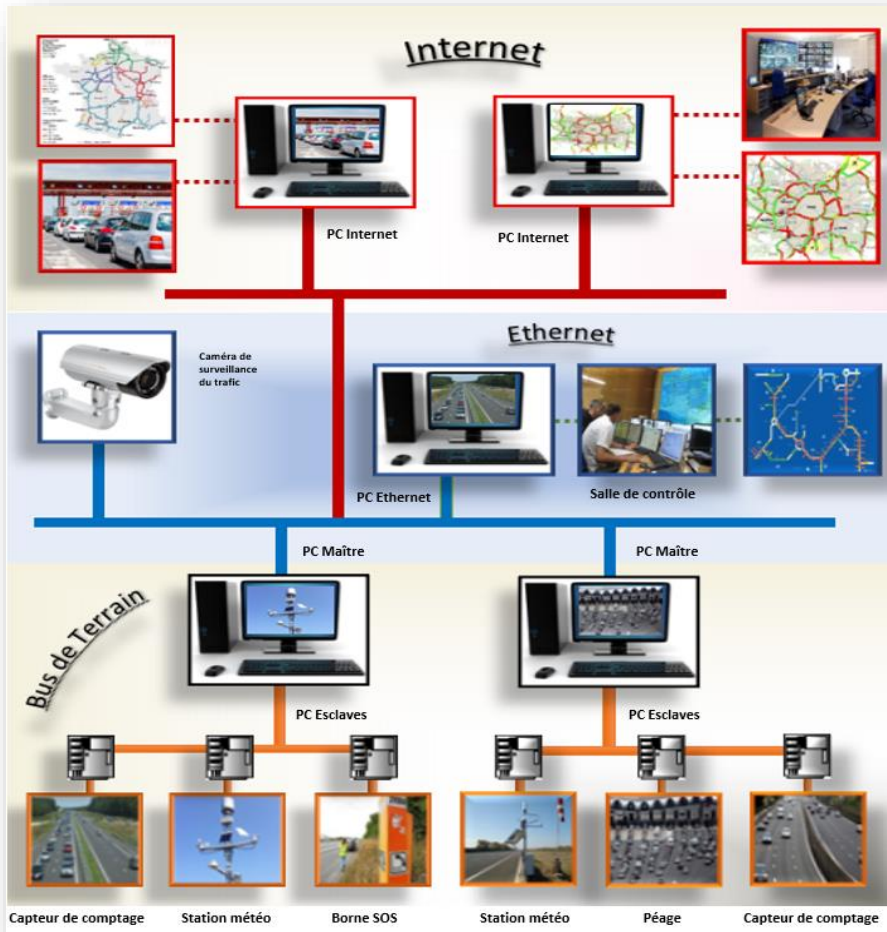 Internet
PC Internet
PC Internet
Ethernet
Caméra de
surveillance
du trafic
PC Ethernet
Salle de contrôle
PC Maître
PC Maître
Bus de Terrain
PC Esclaves
PC Esclaves
Capteur de comptage
Station météo
Borne SOS
Station météo
Péage
Capteur de comptage